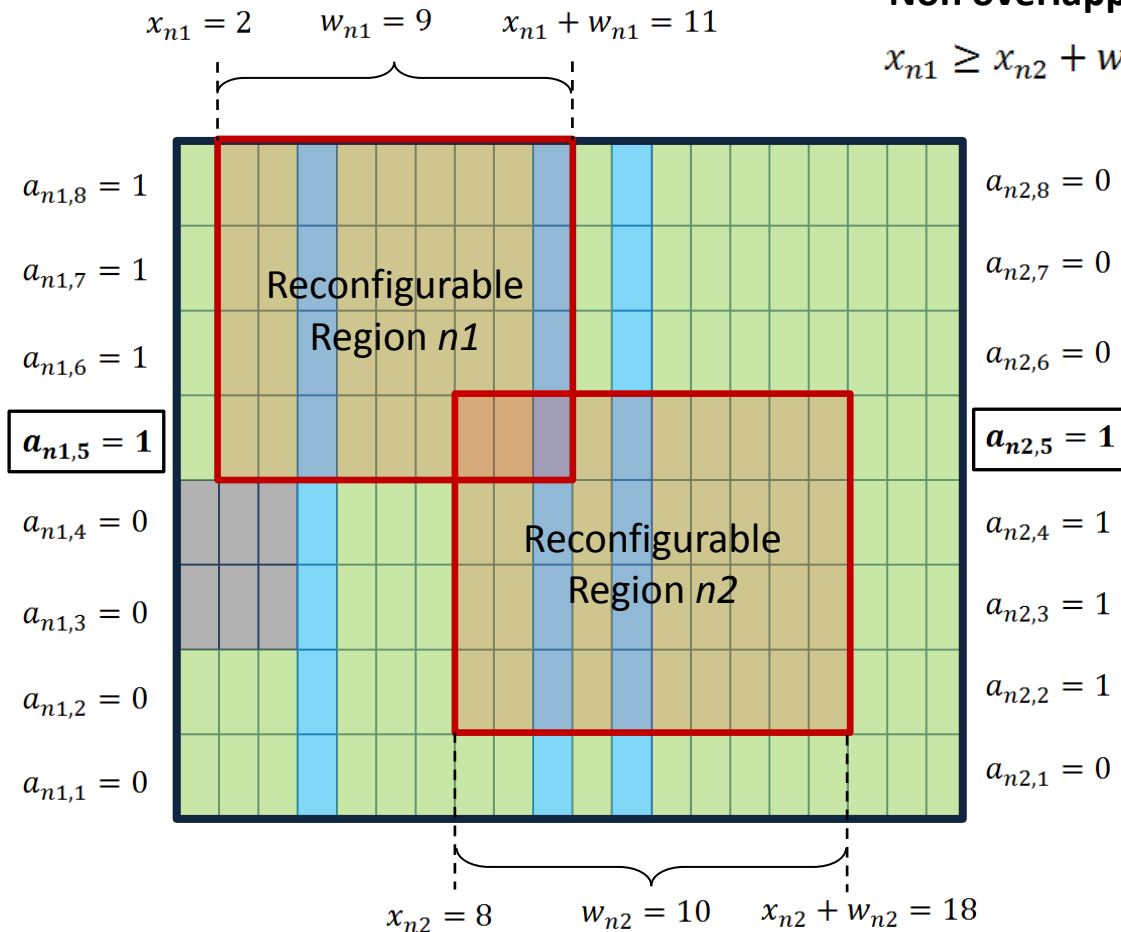 Non overlapp
x_{n1} = 2 w_{n1} = 9 x_{n1} + w_{n1} = 11
x_{n1} ≥ x_{n2} + w
a_{n1,8} = 1 a_{n2,8} = 0
a_{n1,7} = 1 Reconfigurable a_{n2,7} = 0
Region n1
a_{n1,6} = 1 a_{n2,6} = 0
a_{n1,5} = 1 a_{n2,5} = 1
a_{n1,4} = 0 Reconfigurable a_{n2,4} = 1
a_{n1,3} = 0 Region n2 a_{n2,3} = 1
a_{n1,2} = 0 a_{n2,2} = 1
a_{n1,1} = 0 a_{n2,1} = 0
x_{n2} = 8 w_{n2} = 10 x_{n2} + w_{n2} = 18